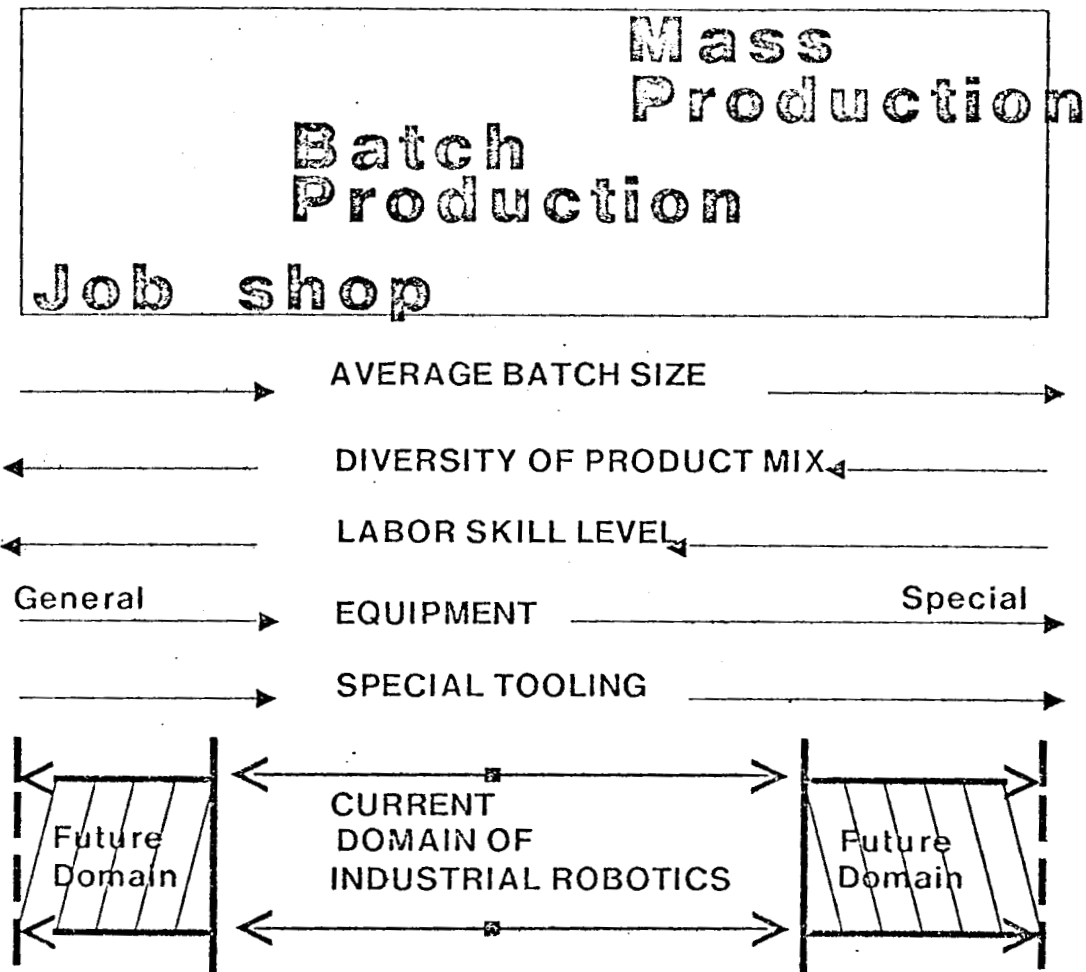 Mass
Production
Batch
Production
Job shop
AVERAGE BATCH SIZE
DIVERSITY OF PRODUCT MIX
LABOR SKILL LEVEL
General EQUIPMENT Special
SPECIAL TOOLING
CURRENT
DOMAIN OF
INDUSTRIAL ROBOTICS
Future
Domain
Future
Domain